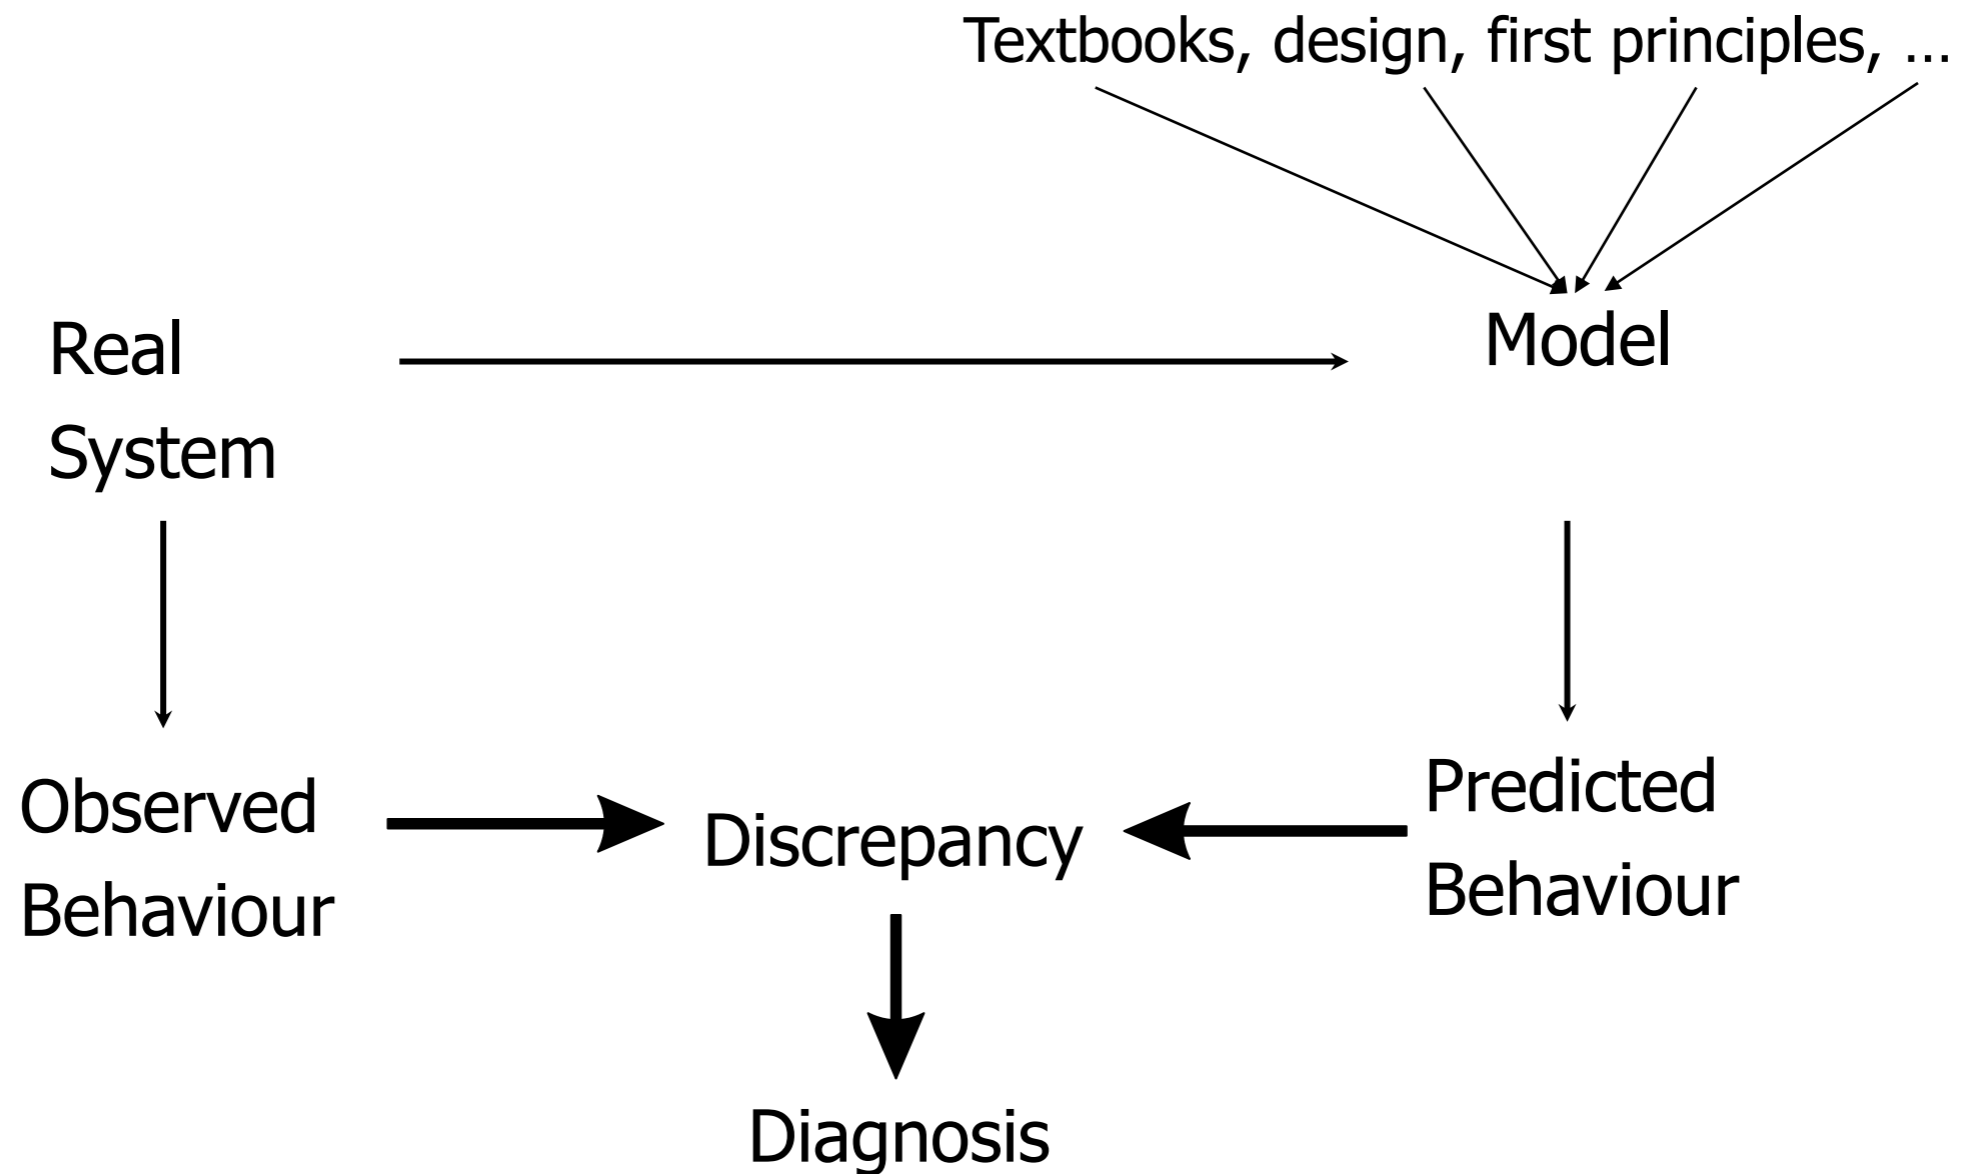 Textbooks, design, first principles, ...
Real
System
Model
Observed
Behaviour
Discrepancy
Predicted
Behaviour
Diagnosis